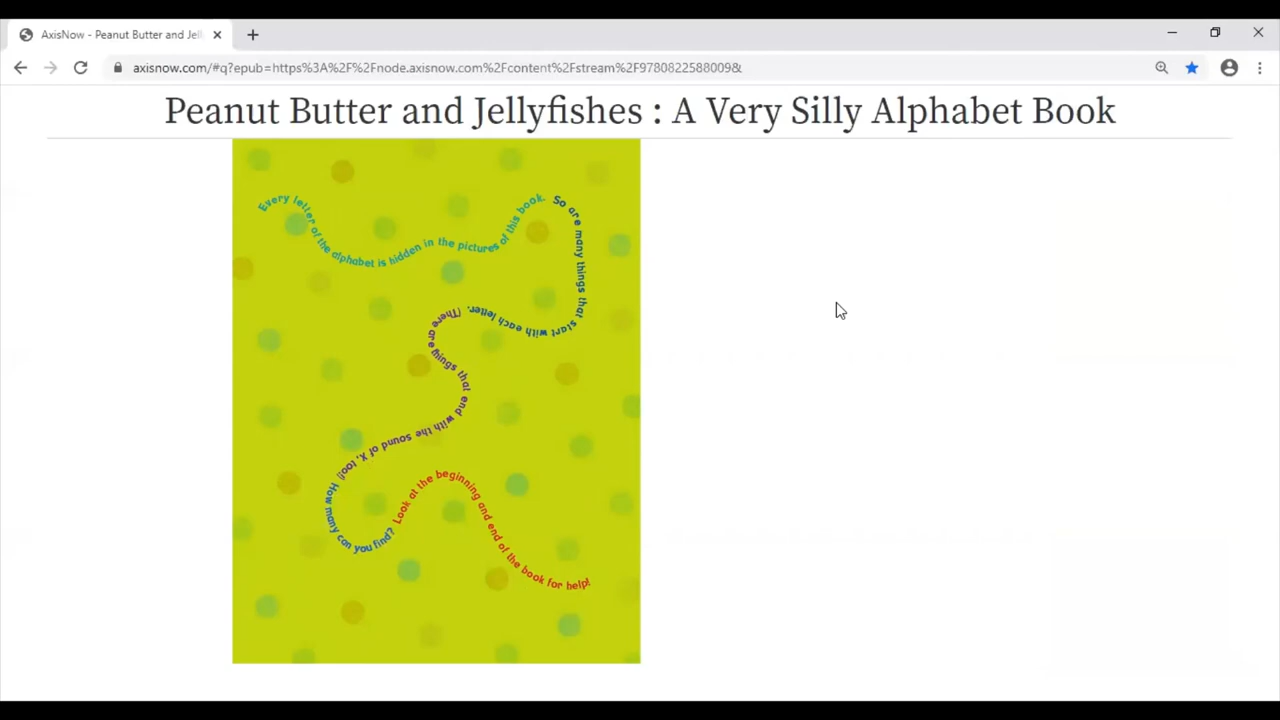 AxisNow - Peanut Butter and Jell
axisnow.com/#q?epub=https%3A%2F%2Fnode.axisnow.com%2Fcontent%2Fstream%2F9780822588009&
Peanut Butter and Jellyfishes : A Very Silly Alphabet Book
Every letter of the alphabet is hidden in the pictures of this book. So are many things that start with each letter. (There are things that end with the sound of X, too!) How many can you find? Look at the beginning and end of the book for help!